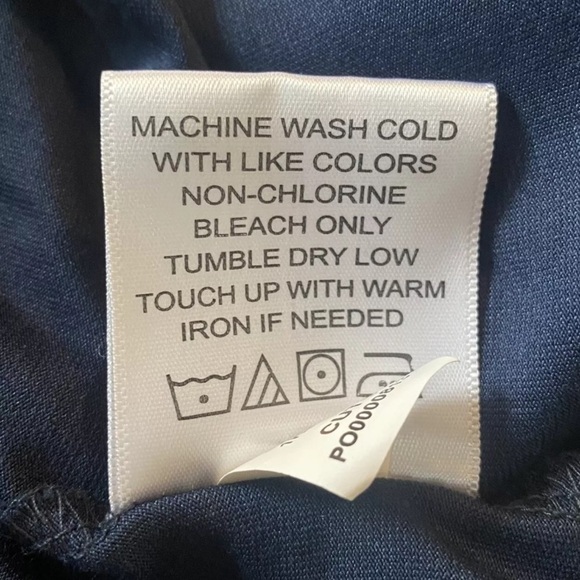 MACHINE WASH COLD
WITH LIKE COLORS
NON-CHLORINE
BLEACH ONLY
TUMBLE DRY LOW
TOUCH UP WITH WARM
IRON IF NEEDED